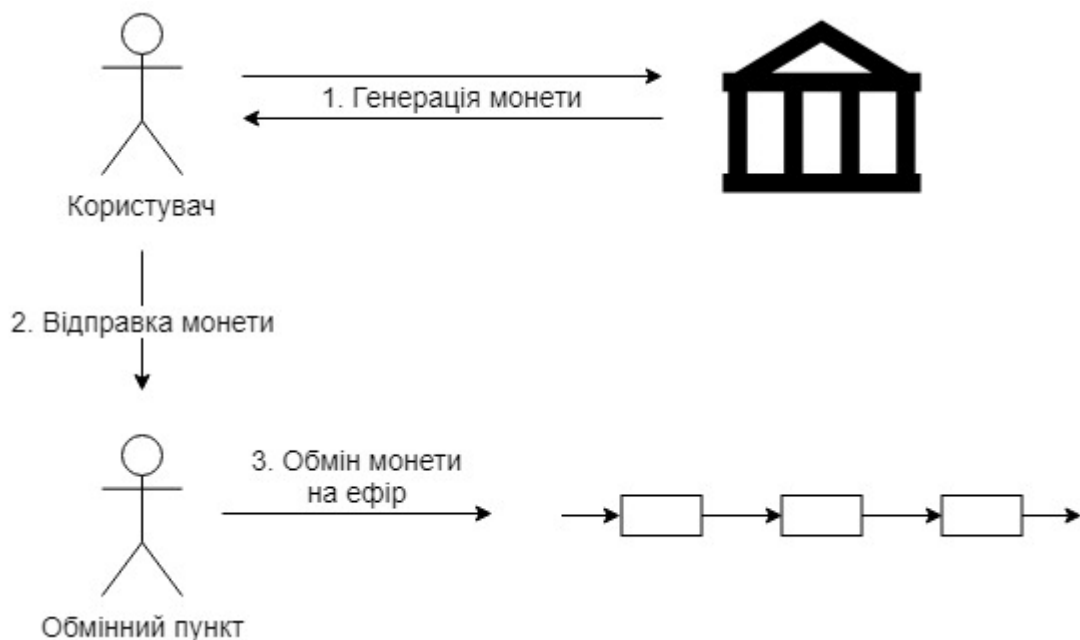 1. Генерація монети
Користувач
2. Відправка монети
3. Обмін монети
на ефір
Обмінний пункт